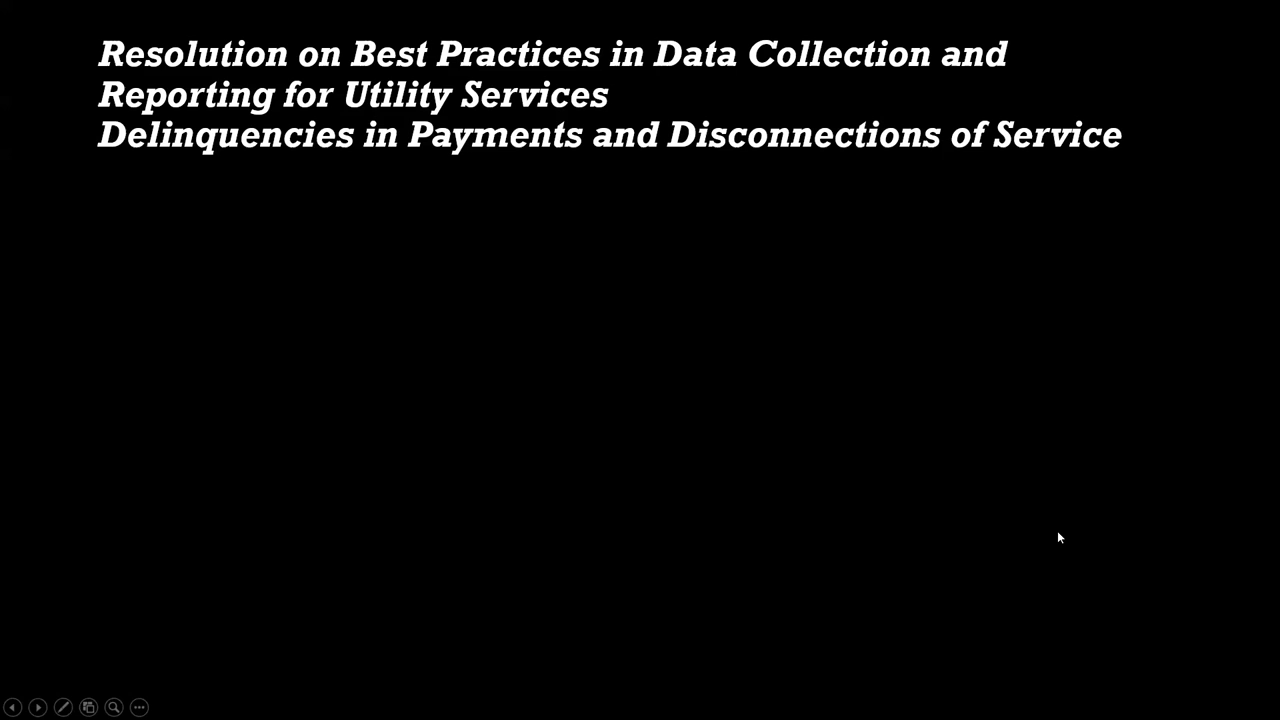 Resolution on Best Practices in Data Collection and
Reporting for Utility Services
Delinquencies in Payments and Disconnections of Service